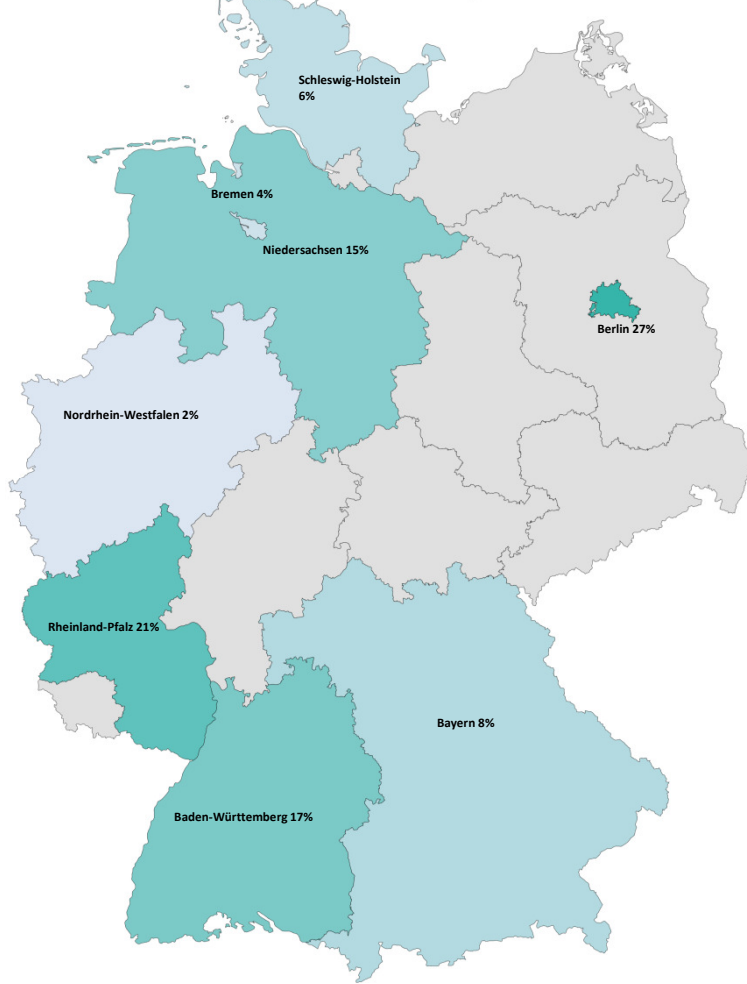 Schleswig-Holstein
6%
Bremen 4%
Niedersachsen 15%
Berlin 27%
Nordrhein-Westfalen 2%
Rheinland-Pfalz 21%
Bayern 8%
Baden-Württemberg 17%